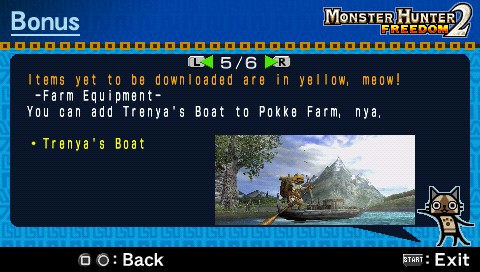 Bonus
MONSTER HUNTER
FREEDOM 2
L 5/6 R
Items yet to be downloaded are in yellow, meow!
-Farm Equipment-
You can add Trenya's Boat to Pokke Farm, nya.
・Trenya's Boat
: Back
START: Exit